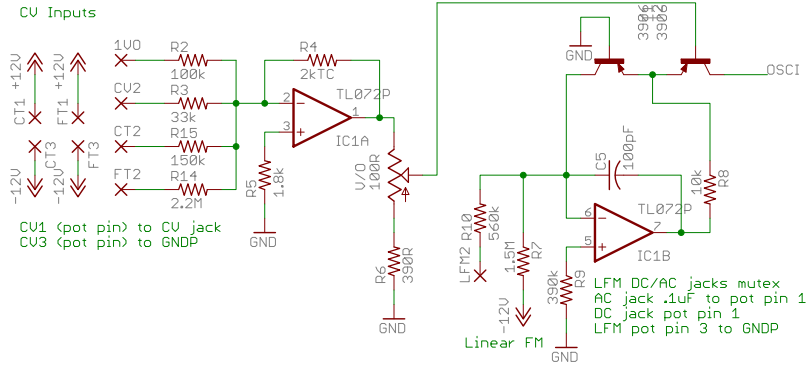 CV Inputs
+12V
+12V
CT1
FT1
CT3
FT3
-12V
-12V
1VO
R2
100k
CV2
R3
33k
CT2
R15
150k
FT2
R14
2.2M
R4
2kTC
TL072P
2
3
1
IC1A
R5
1.8k
GND
V/O
100R
R6
390R
GND
CV1 (pot pin) to CV jack
CV3 (pot pin) to GNDP
GND
3906
3906
OSCI
C5
100pF
10k
R8
TL072P
6
5
7
IC1B
R10
560k
LFM2
1.5M
R7
-12V
390k
R9
GND
Linear FM
LFM DC/AC jacks mutex
AC jack .1uF to pot pin 1
DC jack pot pin 1
LFM pot pin 3 to GNDP